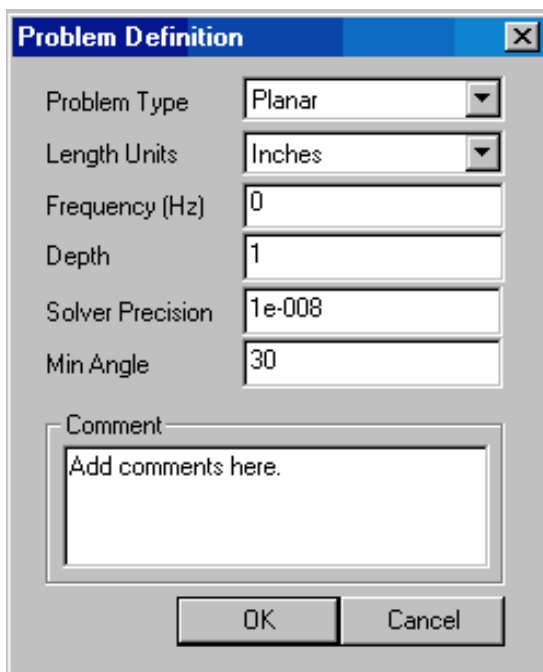 Problem Definition
Problem Type Planar
Length Units Inches
Frequency (Hz) 0
Depth 1
Solver Precision 1e-008
Min Angle 30
Comment
Add comments here.
OK Cancel